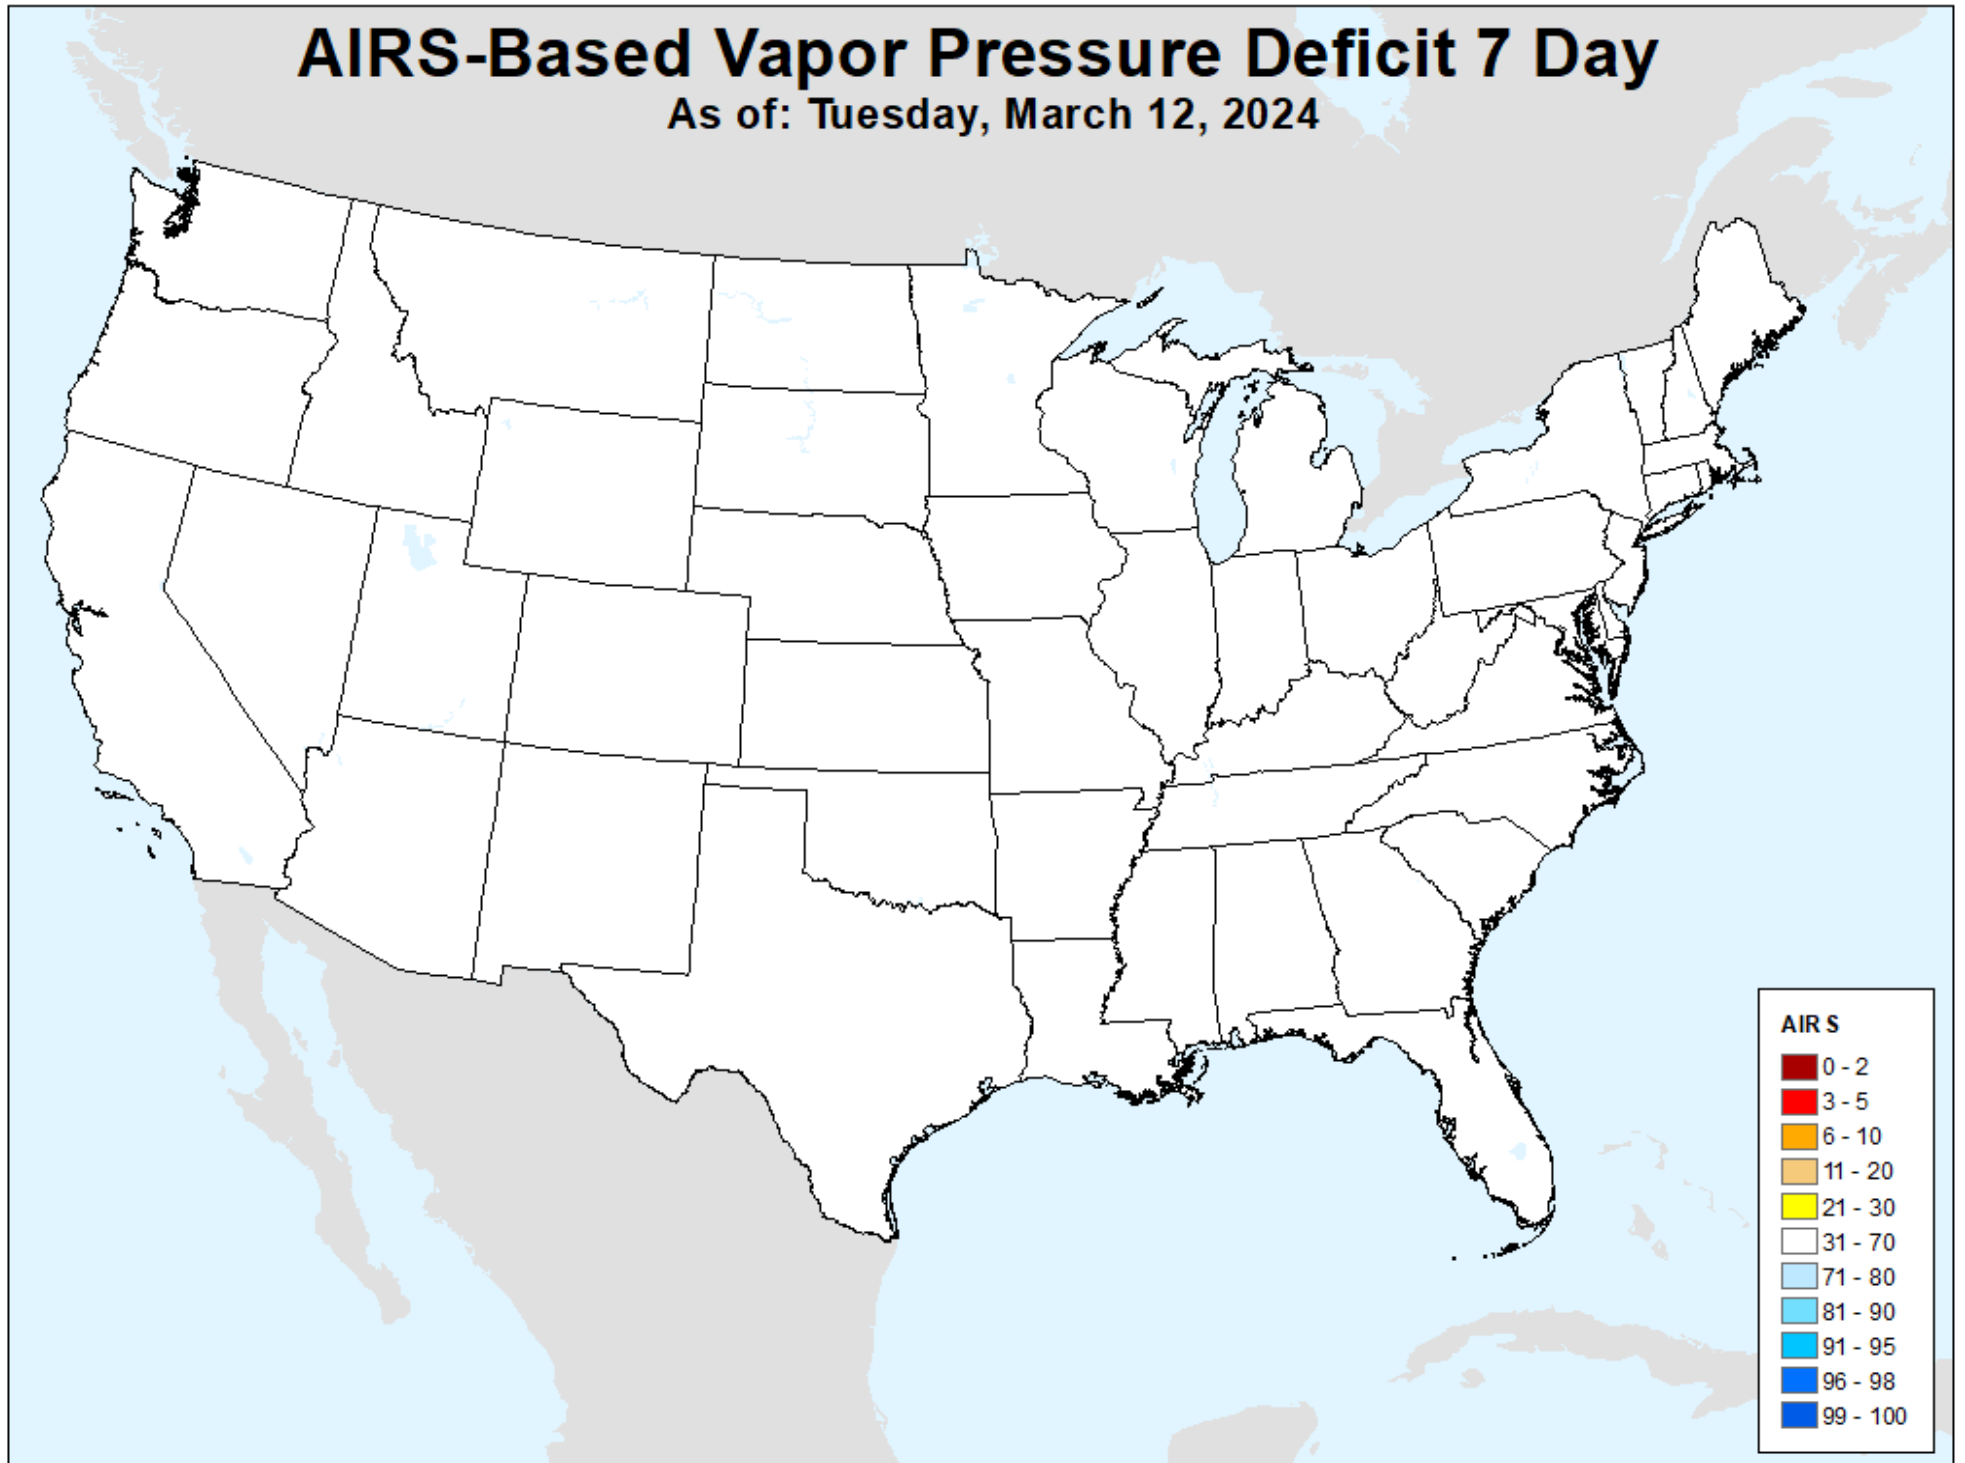 AIRS-Based Vapor Pressure Deficit 7 Day
As of: Tuesday, March 12, 2024
AIRS
0 - 2
3 - 5
6 - 10
11 - 20
21 - 30
31 - 70
71 - 80
81 - 90
91 - 95
96 - 98
99 - 100